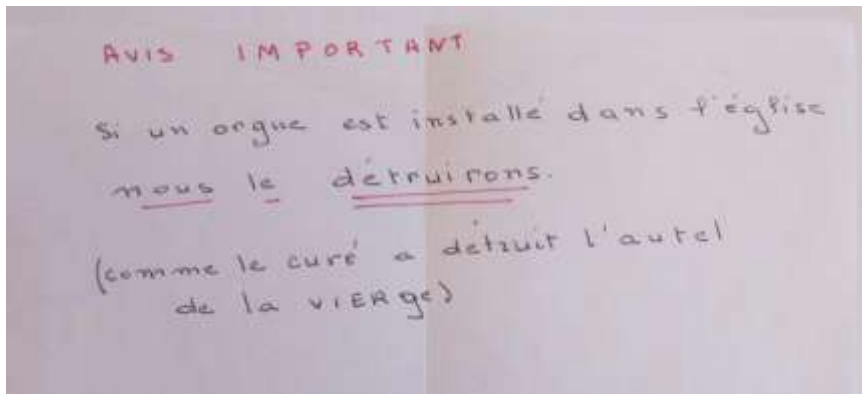 AVIS IMPORTANT
Si un orgue est installé dans l'église
nous le détruirons.
(comme le curé a détruit l'autel
de la VIERge)